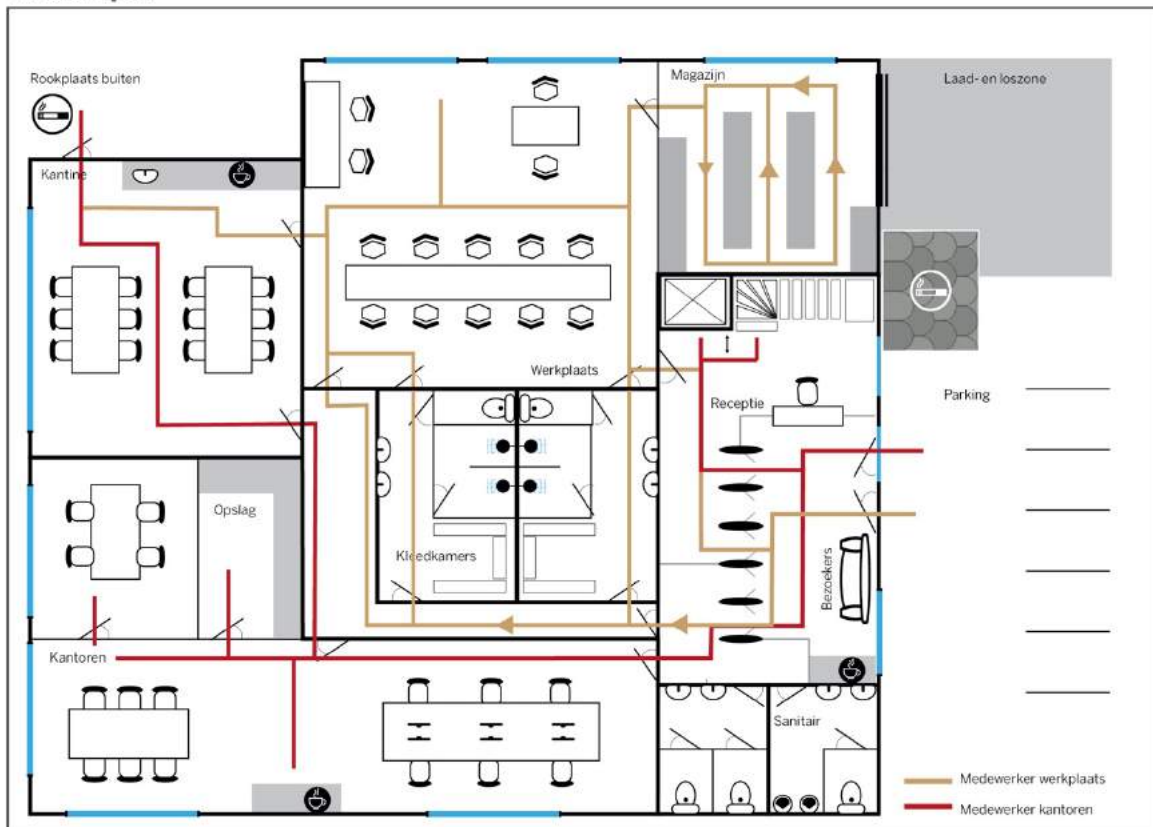 Rookplaats buiten
Magazijn
Laad- en loszone
Kantine
Werkplaats
Receptie
Parking
Opslag
Kleedkamers
Bezoekers
Kantoren
Sanitair
Medewerker werkplaats
Medewerker kantoren